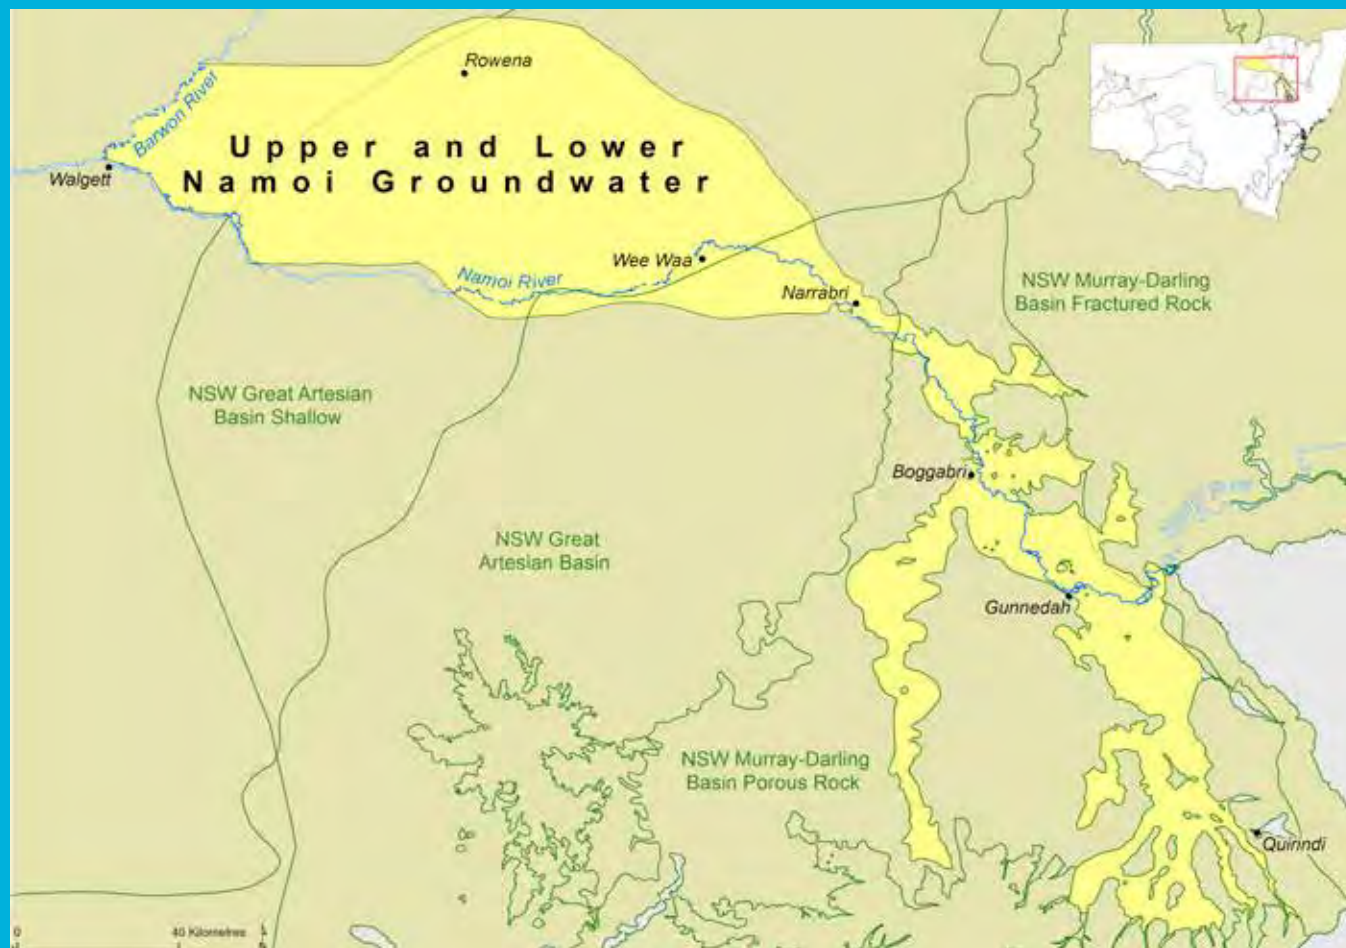 Rowena
Barwon River
Upper and Lower
Namoi Groundwater
Walgett
Wee Waa
Namoi River
Narrabri
NSW Murray-Darling
Basin Fractured Rock
NSW Great Artesian
Basin Shallow
Boggabri
River
NSW Great
Artesian Basin
Gunnedah
NSW Murray-Darling
Basin Porous Rock
Quirindi
0
40 Kilometres